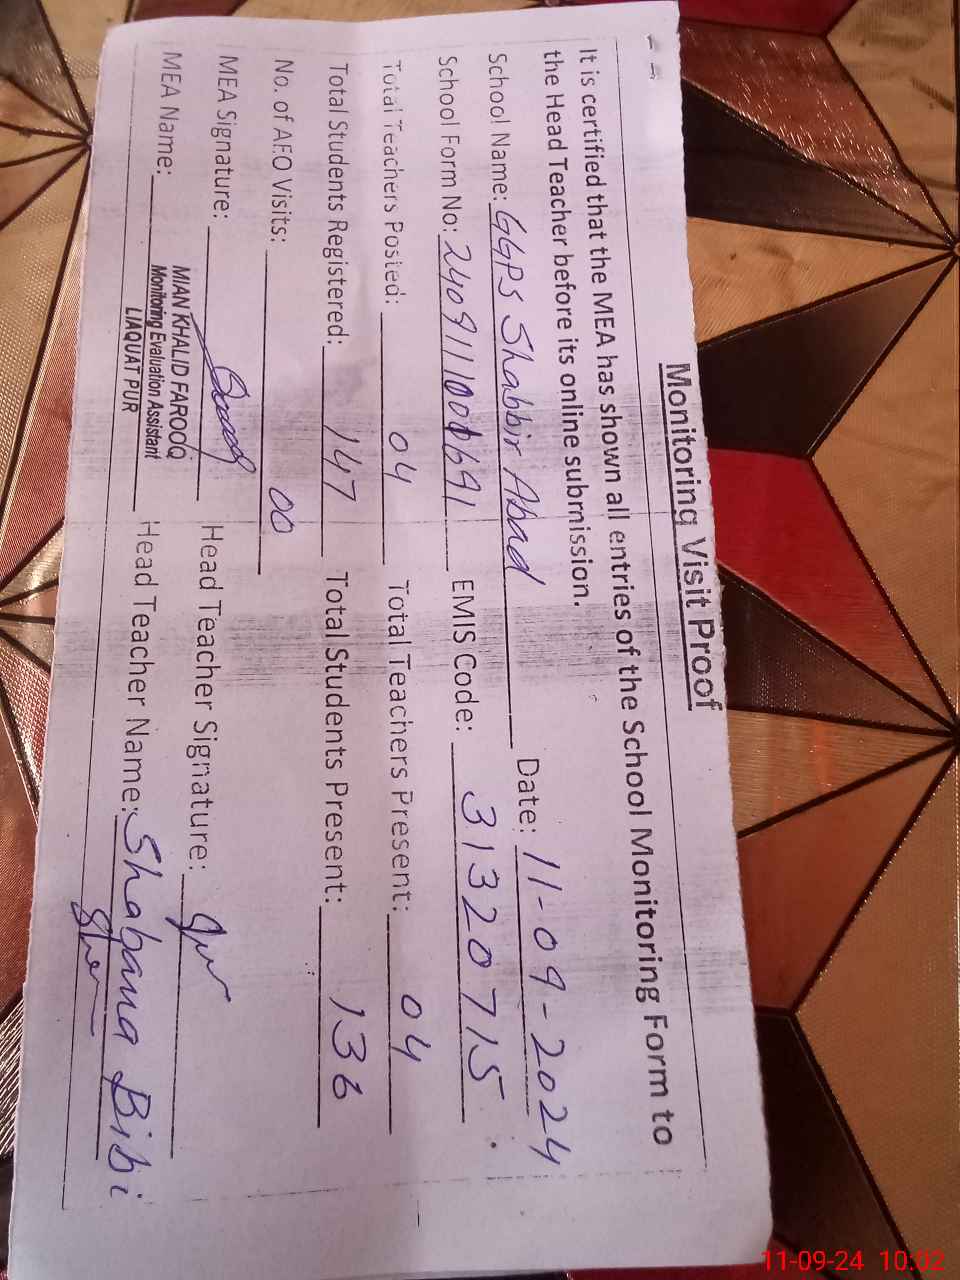 Monitoring Visit Proof
It is certified that the MEA has shown all entries of the School Monitoring Form to
the Head Teacher before its online submission.
School Name: GGPS Shabbir Abad Date: 11-09-2024
School Form No: EMIS Code: 31320715
Total Teachers Posted: 04 Total Teachers Present: 04
Total Students Registered: 147 Total Students Present: 136
No. of AEO Visits: 00
MEA Signature: Head Teacher Signature:
MIAN KHALID FAROOQ
MEA Name: Monitoring Evaluation Assistant Head Teacher Name: Shabana Bibi
LIAQUAT PUR
11-09-24 10:02